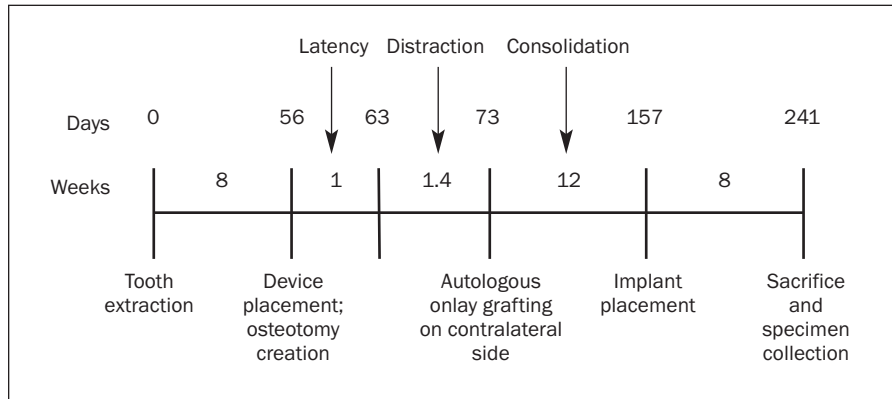 Latency Distraction Consolidation
Days 0 56 63 73 157 241
Weeks 8 1 1.4 12 8
Tooth extraction
Device placement; osteotomy creation
Autologous onlay grafting on contralateral side
Implant placement
Sacrifice and specimen collection